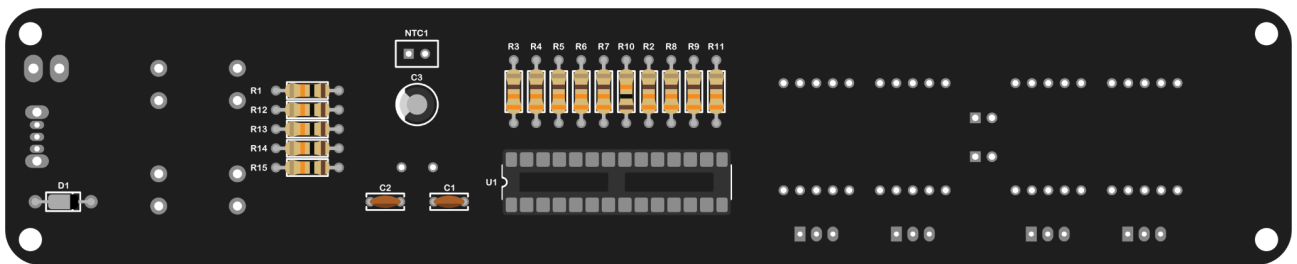 NTC1
R3 R4 R5 R6 R7 R10 R2 R8 R9 R11
C3
R1
R12
R13
R14
R15
U1
D1
C2
C1